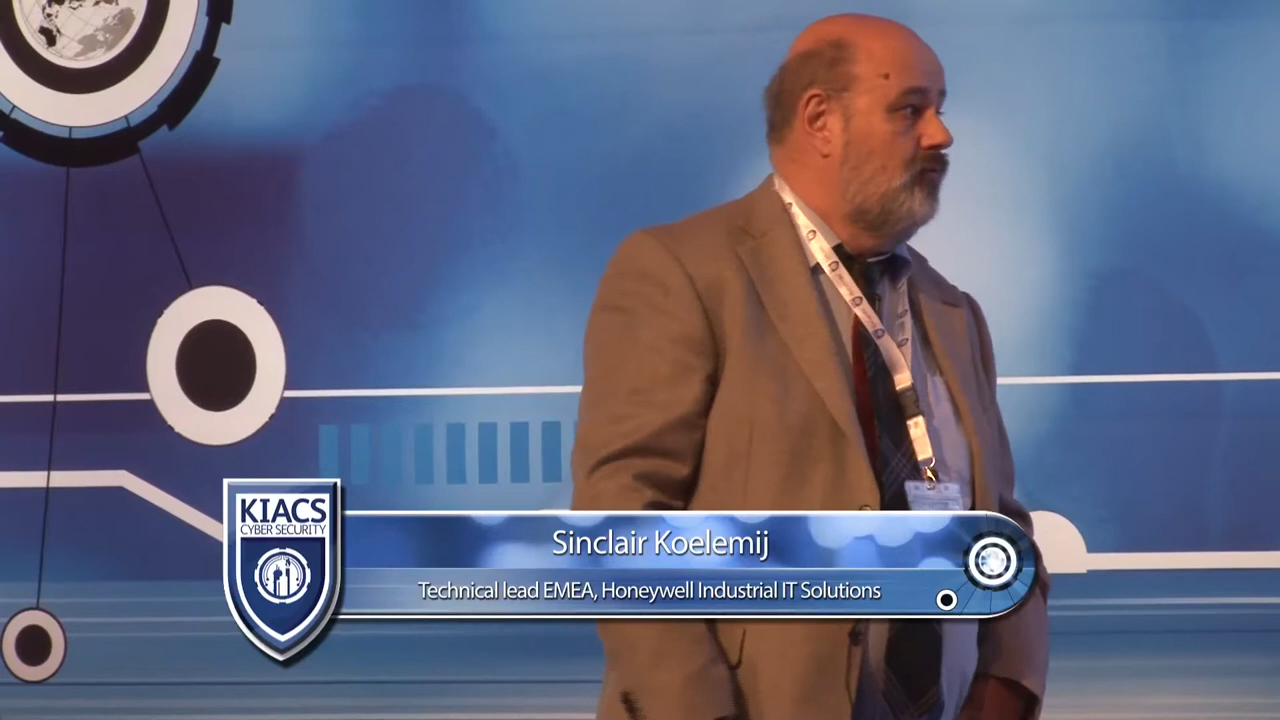 KIACS
CYBER SECURITY
Sinclair Koelemij
Technical lead EMEA, Honeywell Industrial IT Solutions